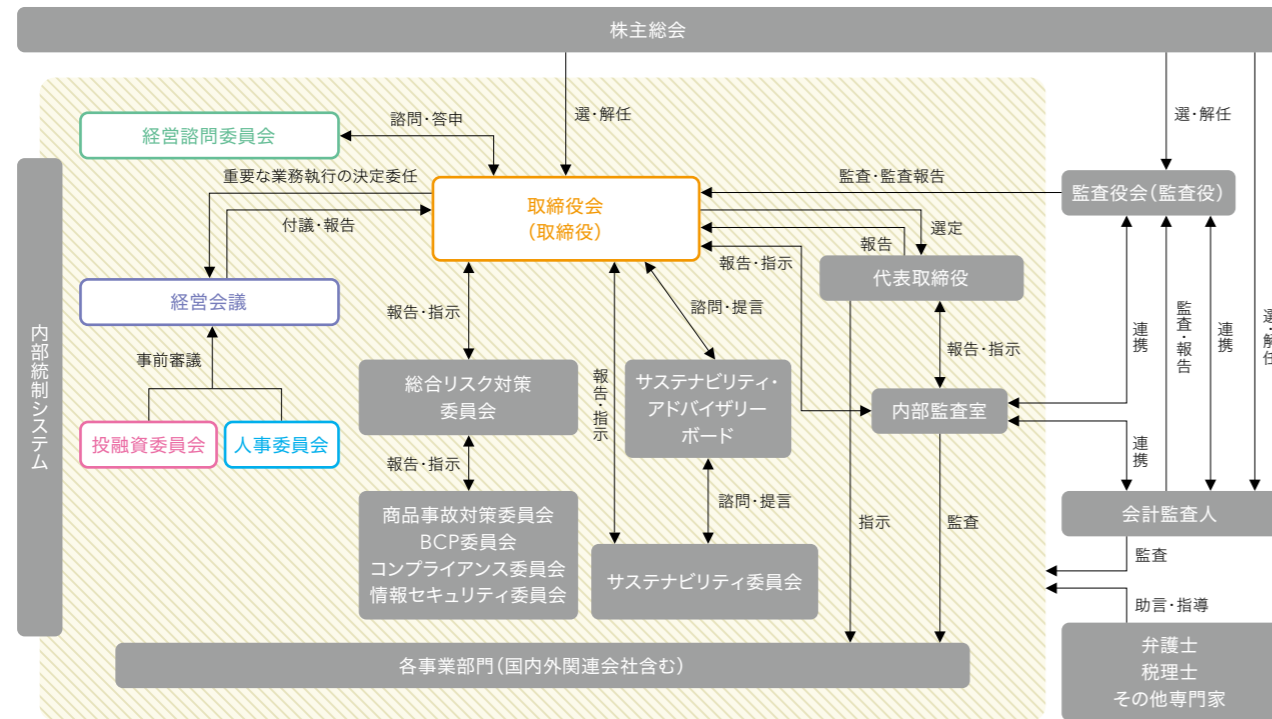 株主総会
選・解任
選・解任
選・解任
諮問・答申
経営諮問委員会
重要な業務執行の決定委任
監査・監査報告
監査役会(監査役)
取締役会
(取締役)
付議・報告
選定
報告
報告・指示
代表取締役
経営会議
報告・指示
諮問・提言
内部統制システム
事前審議
報告・指示
連携
監査・報告
連携
総合リスク対策
委員会
報告・指示
サステナビリティ・
アドバイザリー
ボード
内部監査室
投融資委員会
人事委員会
連携
報告・指示
諮問・提言
商品事故対策委員会
BCP委員会
コンプライアンス委員会
情報セキュリティ委員会
指示
監査
会計監査人
サステナビリティ委員会
監査
助言・指導
各事業部門(国内外関連会社含む)
弁護士
税理士
その他専門家